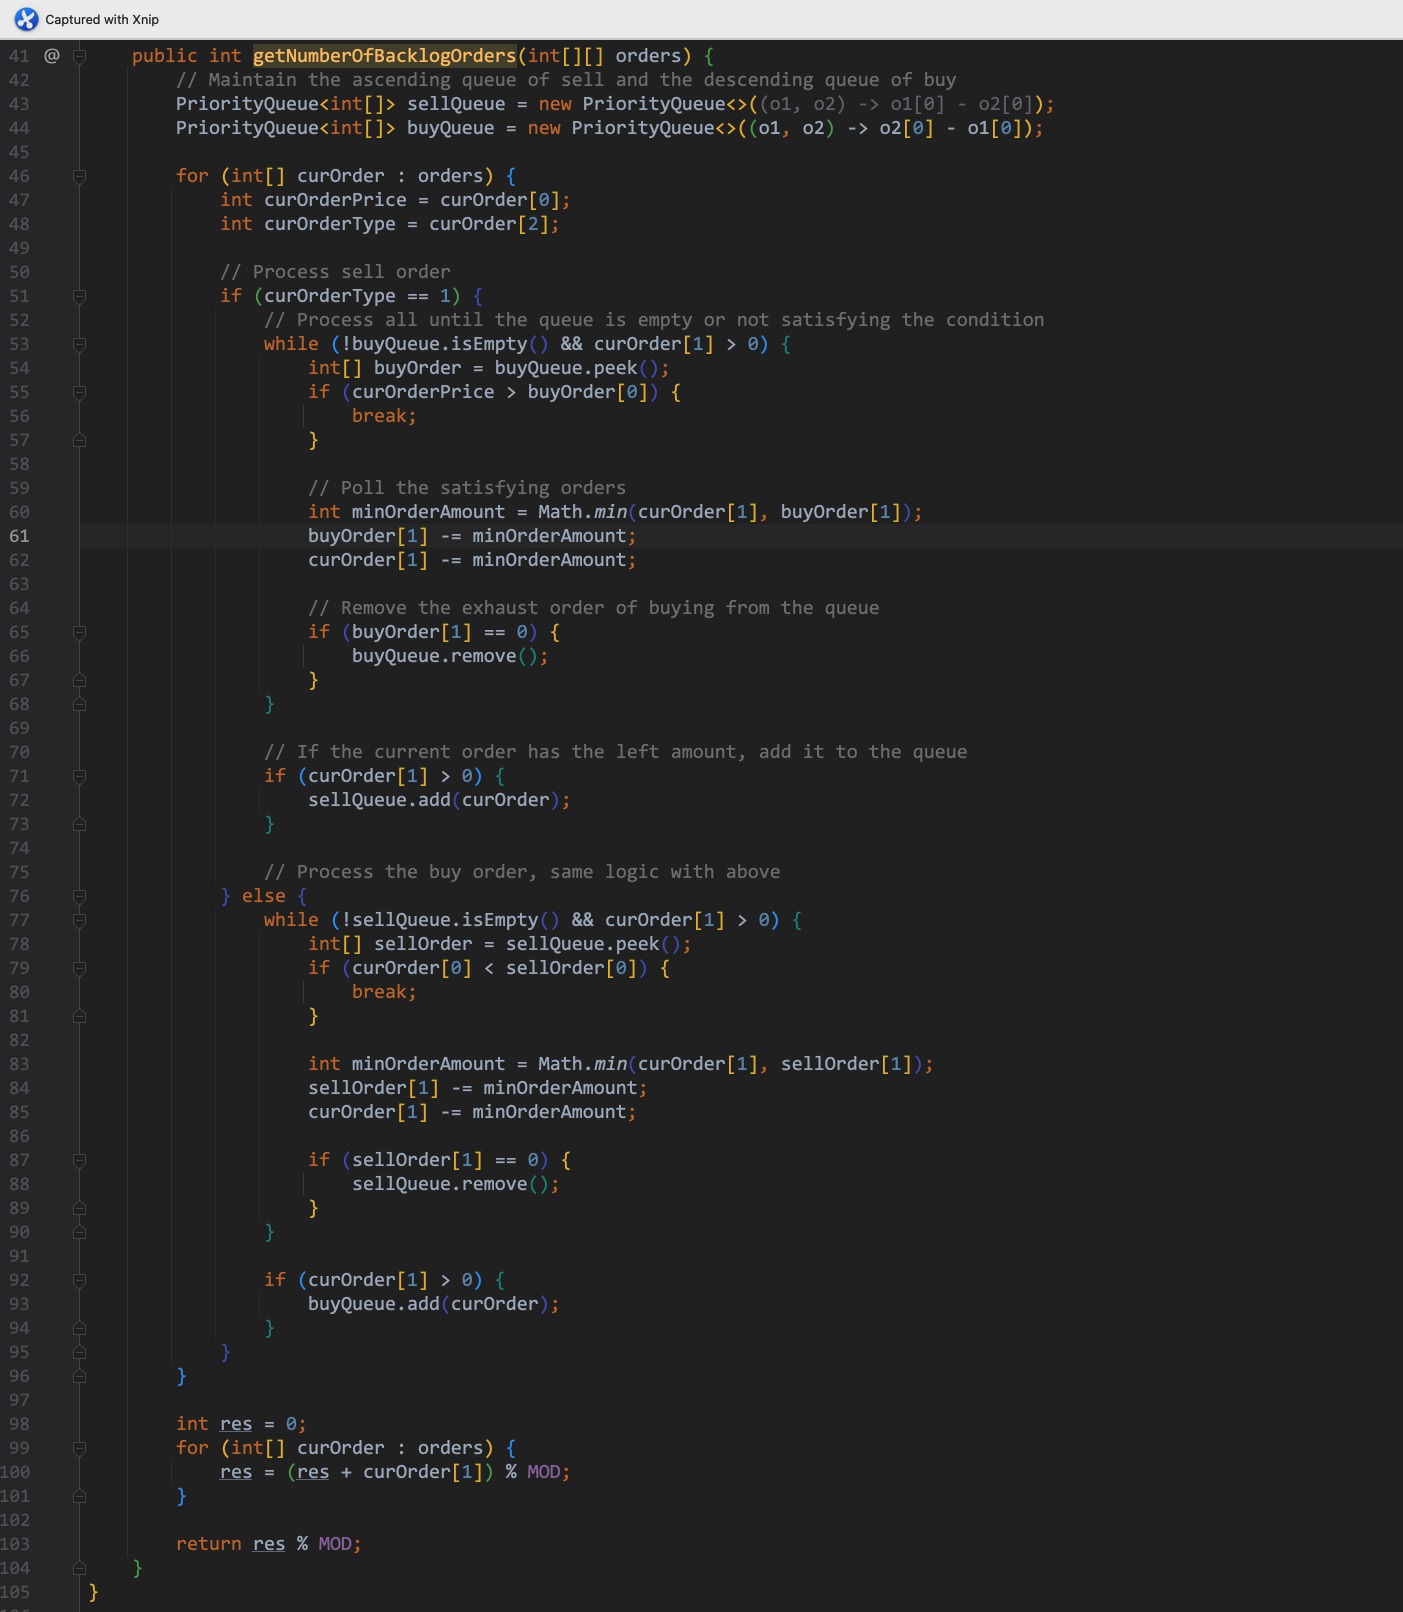 Captured with Xnip
41 @ public int getNumberOfBacklogOrders(int[][] orders) {
42 // Maintain the ascending queue of sell and the descending queue of buy
43 PriorityQueue<int[]> sellQueue = new PriorityQueue<>((o1, o2) -> o1[0] - o2[0]);
44 PriorityQueue<int[]> buyQueue = new PriorityQueue<>((o1, o2) -> o2[0] - o1[0]);
45
46 for (int[] curOrder : orders) {
47 int curOrderPrice = curOrder[0];
48 int curOrderType = curOrder[2];
49
50 // Process sell order
51 if (curOrderType == 1) {
52 // Process all until the queue is empty or not satisfying the condition
53 while (!buyQueue.isEmpty() && curOrder[1] > 0) {
54 int[] buyOrder = buyQueue.peek();
55 if (curOrderPrice > buyOrder[0]) {
56 break;
57 }
58
59 // Poll the satisfying orders
60 int minOrderAmount = Math.min(curOrder[1], buyOrder[1]);
61 buyOrder[1] -= minOrderAmount;
62 curOrder[1] -= minOrderAmount;
63
64 // Remove the exhaust order of buying from the queue
65 if (buyOrder[1] == 0) {
66 buyQueue.remove();
67 }
68 }
69
70 // If the current order has the left amount, add it to the queue
71 if (curOrder[1] > 0) {
72 sellQueue.add(curOrder);
73 }
74
75 // Process the buy order, same logic with above
76 } else {
77 while (!sellQueue.isEmpty() && curOrder[1] > 0) {
78 int[] sellOrder = sellQueue.peek();
79 if (curOrder[0] < sellOrder[0]) {
80 break;
81 }
82
83 int minOrderAmount = Math.min(curOrder[1], sellOrder[1]);
84 sellOrder[1] -= minOrderAmount;
85 curOrder[1] -= minOrderAmount;
86
87 if (sellOrder[1] == 0) {
88 sellQueue.remove();
89 }
90 }
91
92 if (curOrder[1] > 0) {
93 buyQueue.add(curOrder);
94 }
95 }
96 }
97
98 int res = 0;
99 for (int[] curOrder : orders) {
100 res = (res + curOrder[1]) % MOD;
101 }
102
103 return res % MOD;
104 }
105 }